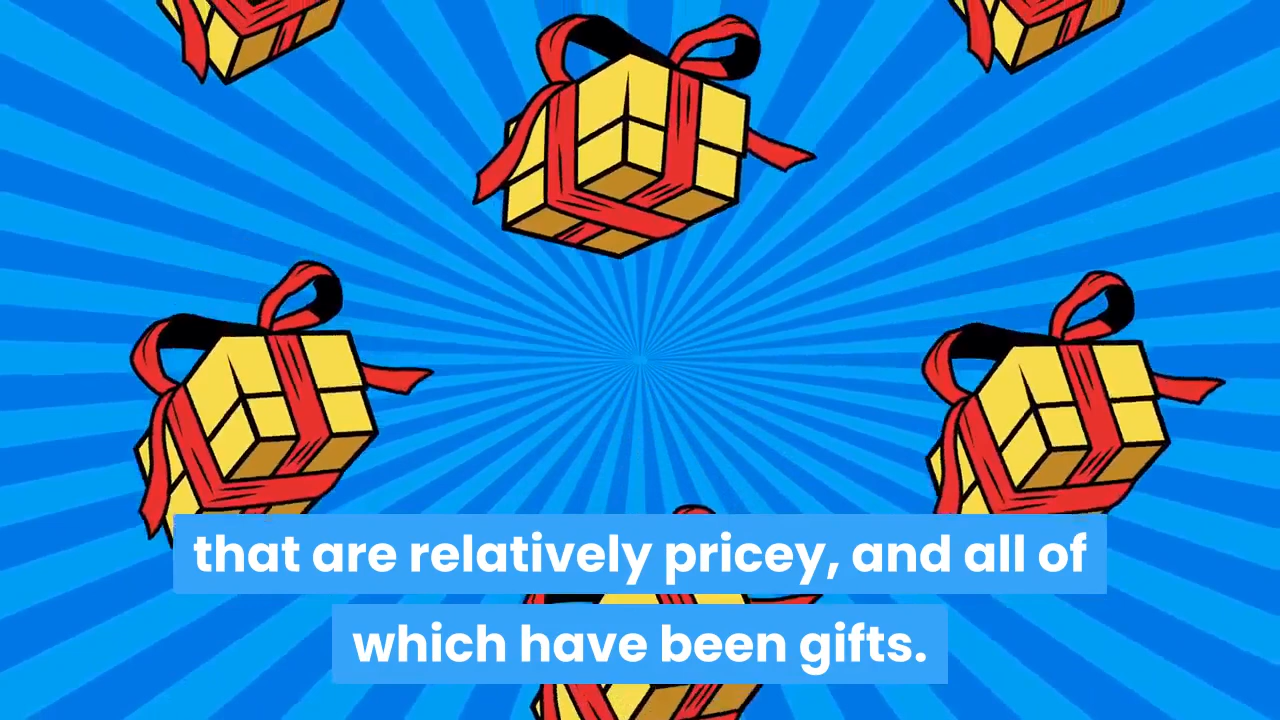 that are relatively pricey, and all of
which have been gifts.